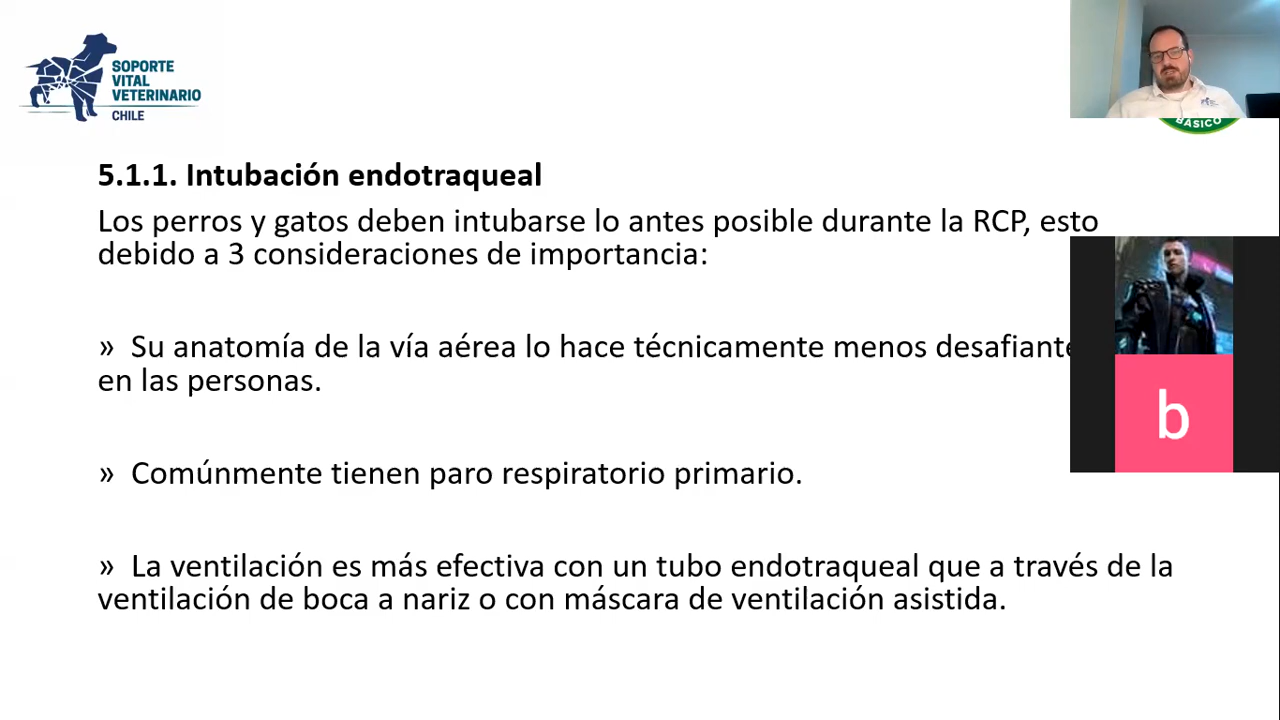 SOPORTE
VITAL
VETERINARIO
CHILE
BÁSICO
5.1.1. Intubación endotraqueal
Los perros y gatos deben intubarse lo antes posible durante la RCP, esto
debido a 3 consideraciones de importancia:
» Su anatomía de la vía aérea lo hace técnicamente menos desafiante
en las personas.
» Comúnmente tienen paro respiratorio primario.
» La ventilación es más efectiva con un tubo endotraqueal que a través de la
ventilación de boca a nariz o con máscara de ventilación asistida.
b